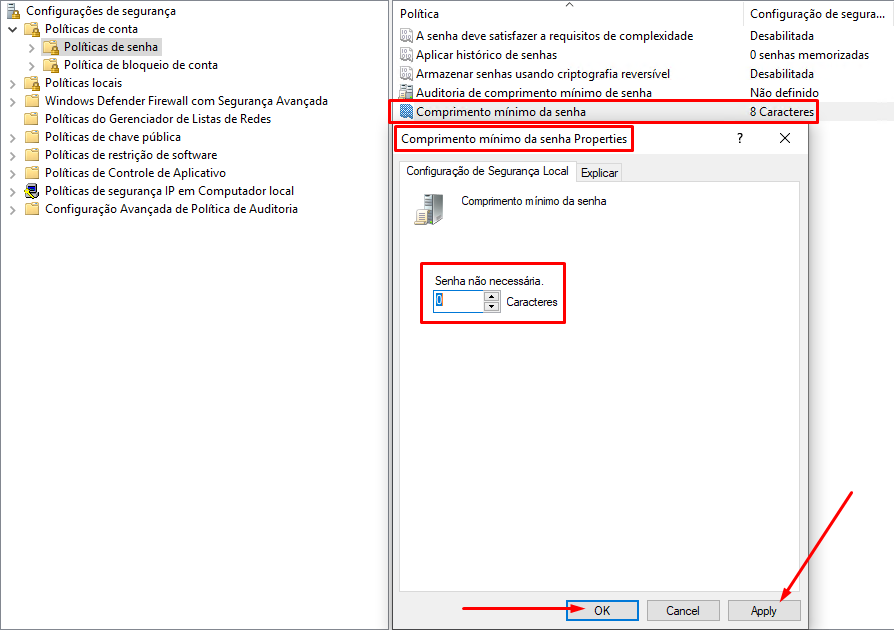 Configurações de segurança
Políticas de conta
Políticas de senha
Política de bloqueio de conta
Políticas locais
Windows Defender Firewall com Segurança Avançada
Políticas do Gerenciador de Listas de Redes
Políticas de chave pública
Políticas de restrição de software
Políticas de Controle de Aplicativo
Políticas de segurança IP em Computador local
Configuração Avançada de Política de Auditoria
Política Configuração de segura...
A senha deve satisfazer a requisitos de complexidade Desabilitada
Aplicar histórico de senhas 0 senhas memorizadas
Armazenar senhas usando criptografia reversível Desabilitada
Auditoria de comprimento mínimo de senha Não definido
Comprimento mínimo da senha 8 Caracteres
Comprimento mínimo da senha Properties ?
Configuração de Segurança Local Explicar
Comprimento mínimo da senha
Senha não necessária.
0 Caracteres
OK Cancel Apply